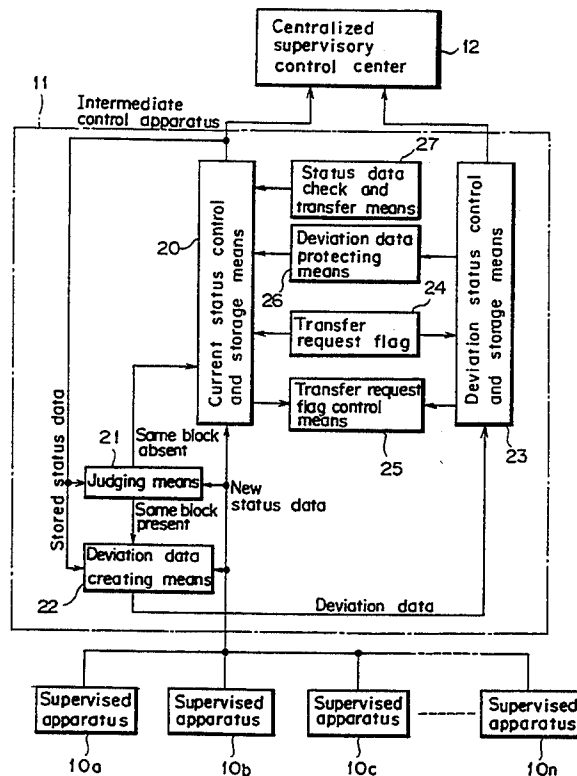 Centralized
supervisory
control center
12
11
Intermediate
control apparatus
27
Status data
check and
transfer means
20
Current status control
and storage means
Deviation data
protecting
means
26
24
Transfer
request flag
Deviation status control
and storage means
Transfer request
flag control
means
25
23
Stored status data
21
Same block
absent
Judging means
New
status data
Same block
present
Deviation data
creating means
22
Deviation data
Supervised
apparatus
10a
Supervised
apparatus
10b
Supervised
apparatus
10c
Supervised
apparatus
10n